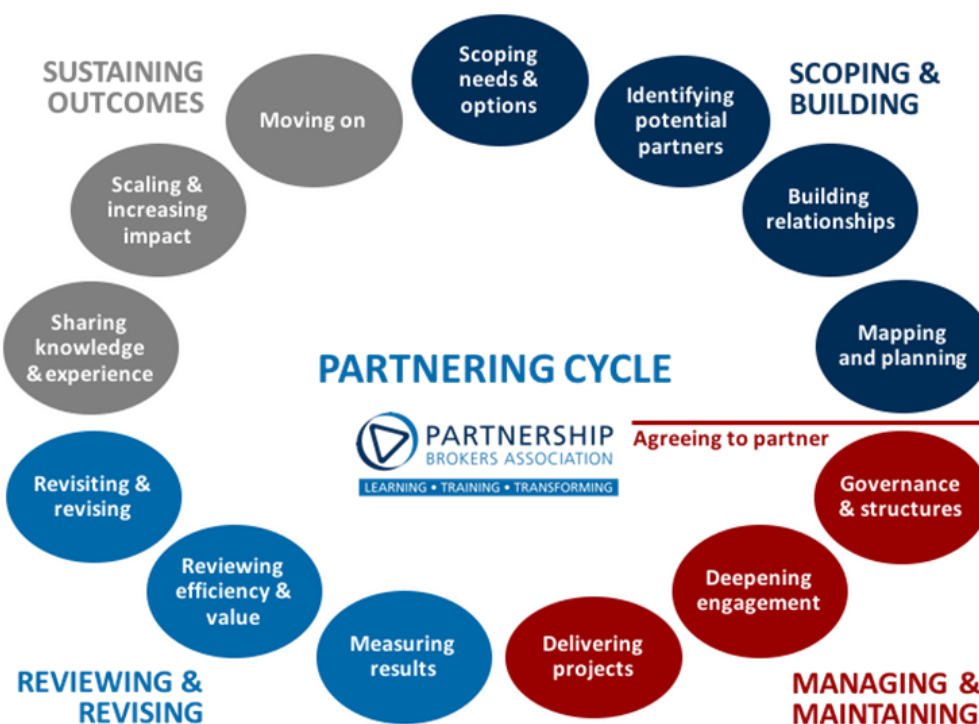 SUSTAINING
OUTCOMES
Moving on
Scoping
needs &
options
Identifying
potential
partners
SCOPING &
BUILDING
Scaling &
increasing
impact
Building
relationships
Sharing
knowledge
& experience
Mapping
and planning
PARTNERING CYCLE
PARTNERSHIP
BROKERS ASSOCIATION
LEARNING • TRAINING • TRANSFORMING
Agreeing to partner
Revisiting &
revising
Governance
& structures
Reviewing
efficiency &
value
Deepening
engagement
Measuring
results
Delivering
projects
REVIEWING &
REVISING
MANAGING &
MAINTAINING